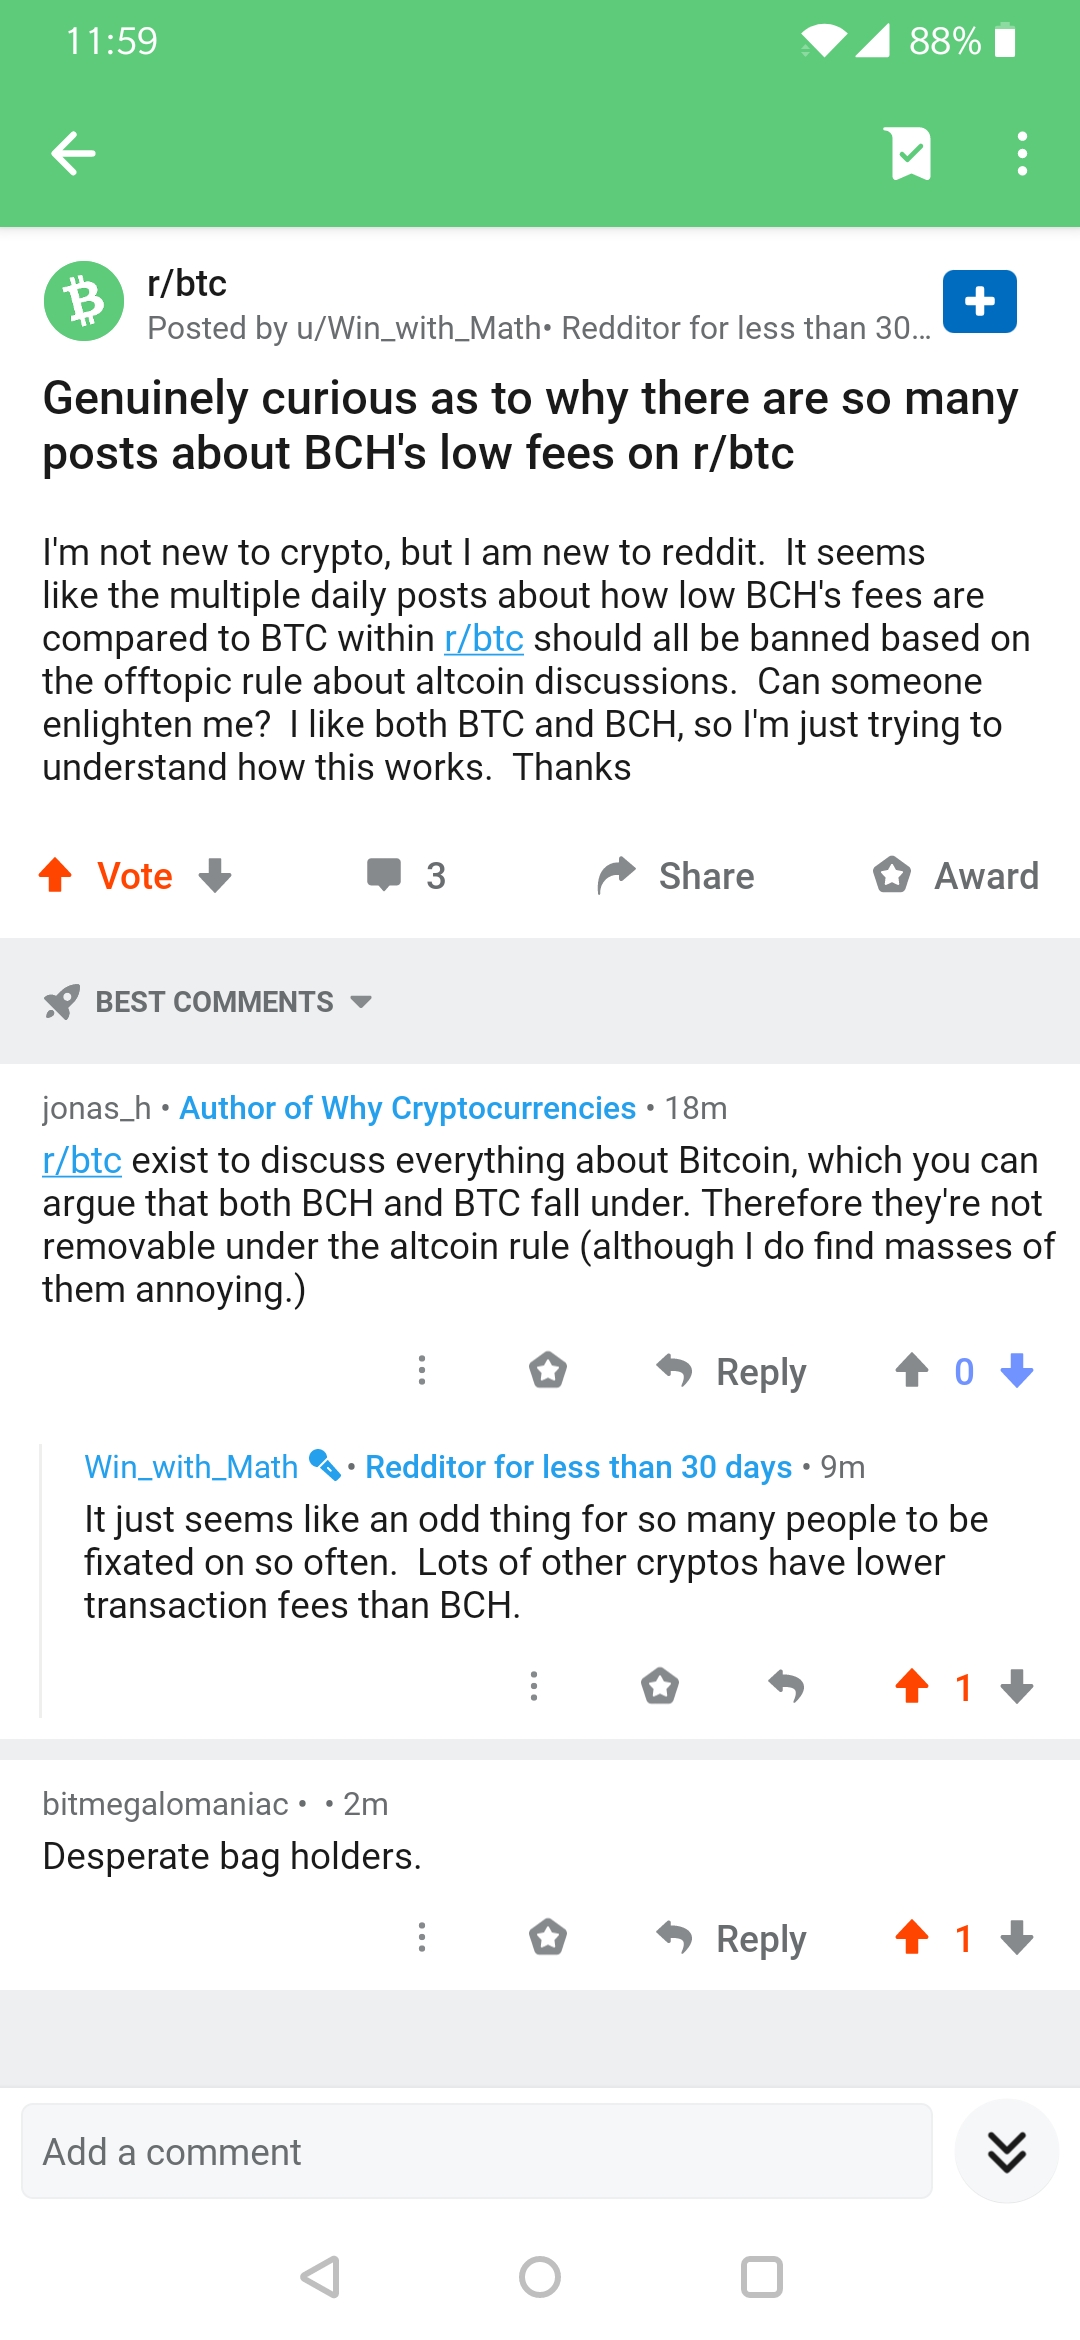 11:59
88%
r/btc
Posted by u/Win_with_Math• Redditor for less than 30...
Genuinely curious as to why there are so many
posts about BCH's low fees on r/btc
I'm not new to crypto, but I am new to reddit.  It seems
like the multiple daily posts about how low BCH's fees are
compared to BTC within r/btc should all be banned based on
the offtopic rule about altcoin discussions.  Can someone
enlighten me?  I like both BTC and BCH, so I'm just trying to
understand how this works.  Thanks
Vote 3 Share Award
BEST COMMENTS
jonas_h • Author of Why Cryptocurrencies • 18m
r/btc exist to discuss everything about Bitcoin, which you can
argue that both BCH and BTC fall under. Therefore they're not
removable under the altcoin rule (although I do find masses of
them annoying.)
Reply 0
Win_with_Math • Redditor for less than 30 days • 9m
It just seems like an odd thing for so many people to be
fixated on so often.  Lots of other cryptos have lower
transaction fees than BCH.
1
bitmegalomaniac • • 2m
Desperate bag holders.
Reply 1
Add a comment